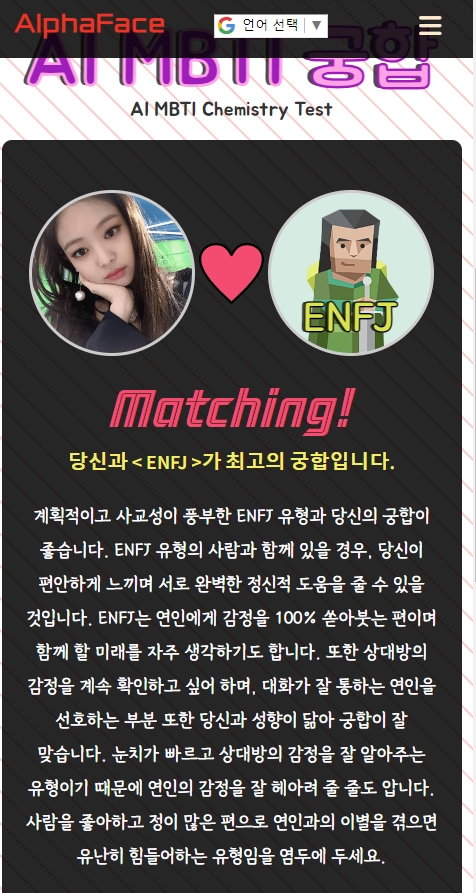 AlphaFace
언어 선택 ▼
AI MBTI 궁합
AI MBTI Chemistry Test
ENFJ
Matching!
당신과 < ENFJ >가 최고의 궁합입니다.
계획적이고 사교성이 풍부한 ENFJ 유형과 당신의 궁합이
좋습니다. ENFJ 유형의 사람과 함께 있을 경우, 당신이
편안하게 느끼며 서로 완벽한 정신적 도움을 줄 수 있을
것입니다. ENFJ는 연인에게 감정을 100% 쏟아붓는 편이며
함께 할 미래를 자주 생각하기도 합니다. 또한 상대방의
감정을 계속 확인하고 싶어 하며, 대화가 잘 통하는 연인을
선호하는 부분 또한 당신과 성향이 닮아 궁합이 잘
맞습니다. 눈치가 빠르고 상대방의 감정을 잘 알아주는
유형이기 때문에 연인의 감정을 잘 헤아려 줄 줄도 압니다.
사람을 좋아하고 정이 많은 편으로 연인과의 이별을 겪으면
유난히 힘들어하는 유형임을 염두에 두세요.